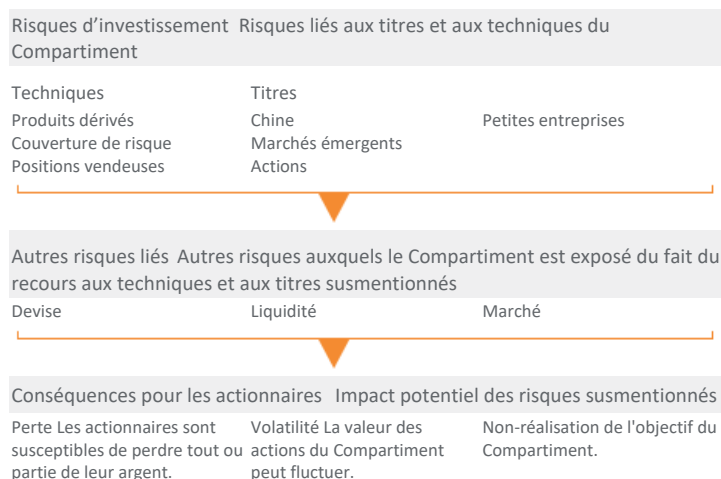 Risques d’investissement Risques liés aux titres et aux techniques du
Compartiment
Techniques Titres
Produits dérivés Chine Petites entreprises
Couverture de risque Marchés émergents
Positions vendeuses Actions
Autres risques liés Autres risques auxquels le Compartiment est exposé du fait du
recours aux techniques et aux titres susmentionnés
Devise Liquidité Marché
Conséquences pour les actionnaires Impact potentiel des risques susmentionnés
Perte Les actionnaires sont
susceptibles de perdre tout ou
partie de leur argent.
Volatilité La valeur des
actions du Compartiment
peut fluctuer.
Non-réalisation de l'objectif du
Compartiment.